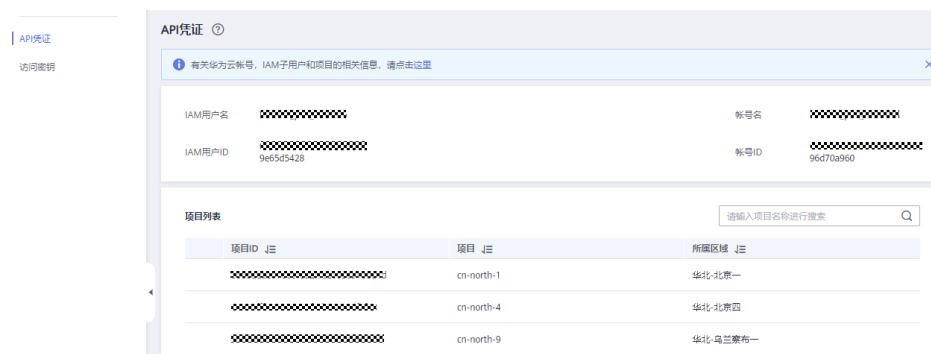 API凭证
访问密钥
API凭证
有关华为云帐号，IAM子用户和项目的相关信息，请点击这里
IAM用户名
帐号名
IAM用户ID
9e65d5428
帐号ID
96d70a960
项目列表
请输入项目名称进行搜索
项目ID 项目 所属区域
cn-north-1 华北-北京一
cn-north-4 华北-北京四
cn-north-9 华北-乌兰察布一